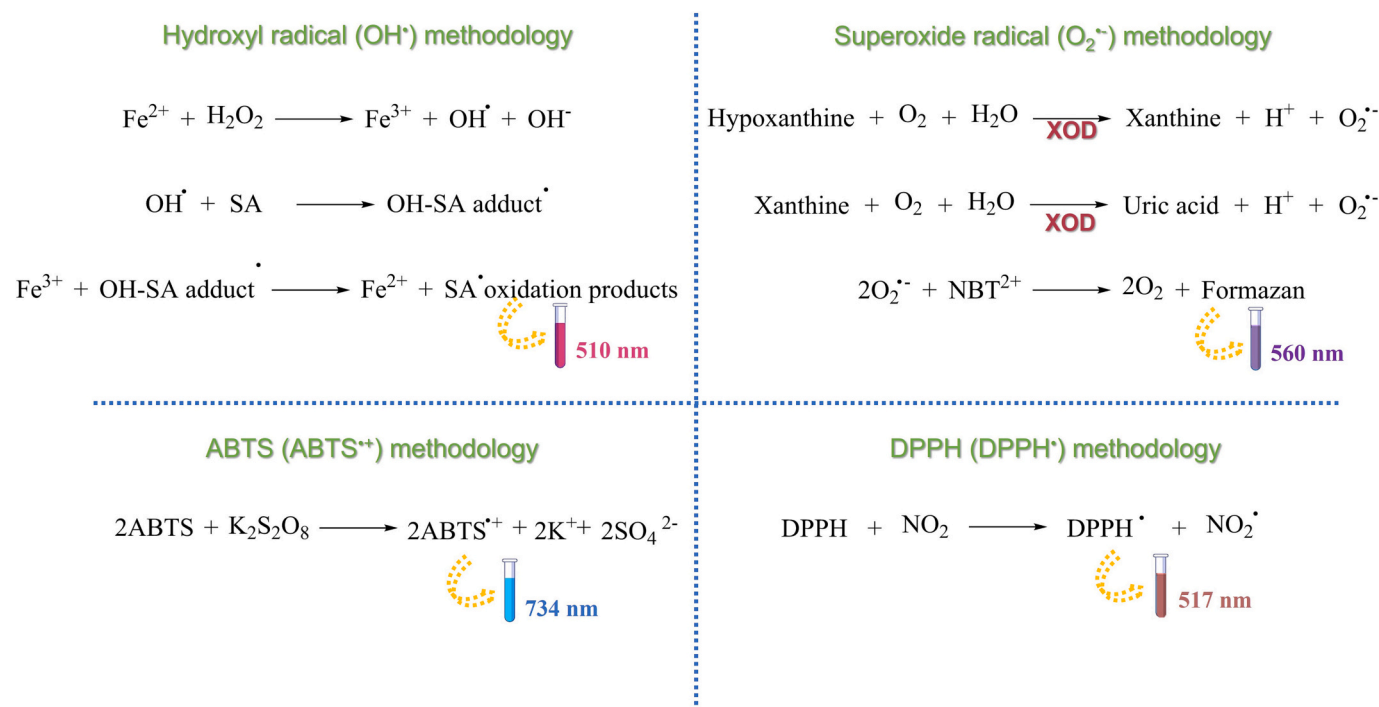 Hydroxyl radical (OH•) methodology
Fe²⁺ + H₂O₂ ⟶ Fe³⁺ + OH• + OH⁻
OH• + SA ⟶ OH-SA adduct•
Fe³⁺ + OH-SA adduct• ⟶ Fe²⁺ + SA•oxidation products
510 nm
Superoxide radical (O₂•⁻) methodology
Hypoxanthine + O₂ + H₂O ⟶ Xanthine + H⁺ + O₂•⁻
XOD
Xanthine + O₂ + H₂O ⟶ Uric acid + H⁺ + O₂•⁻
XOD
2O₂•⁻ + NBT²⁺ ⟶ 2O₂ + Formazan
560 nm
ABTS (ABTS•⁺) methodology
2ABTS + K₂S₂O₈ ⟶ 2ABTS•⁺ + 2K⁺+ 2SO₄²⁻
734 nm
DPPH (DPPH•) methodology
DPPH + NO₂ ⟶ DPPH• + NO₂•
517 nm